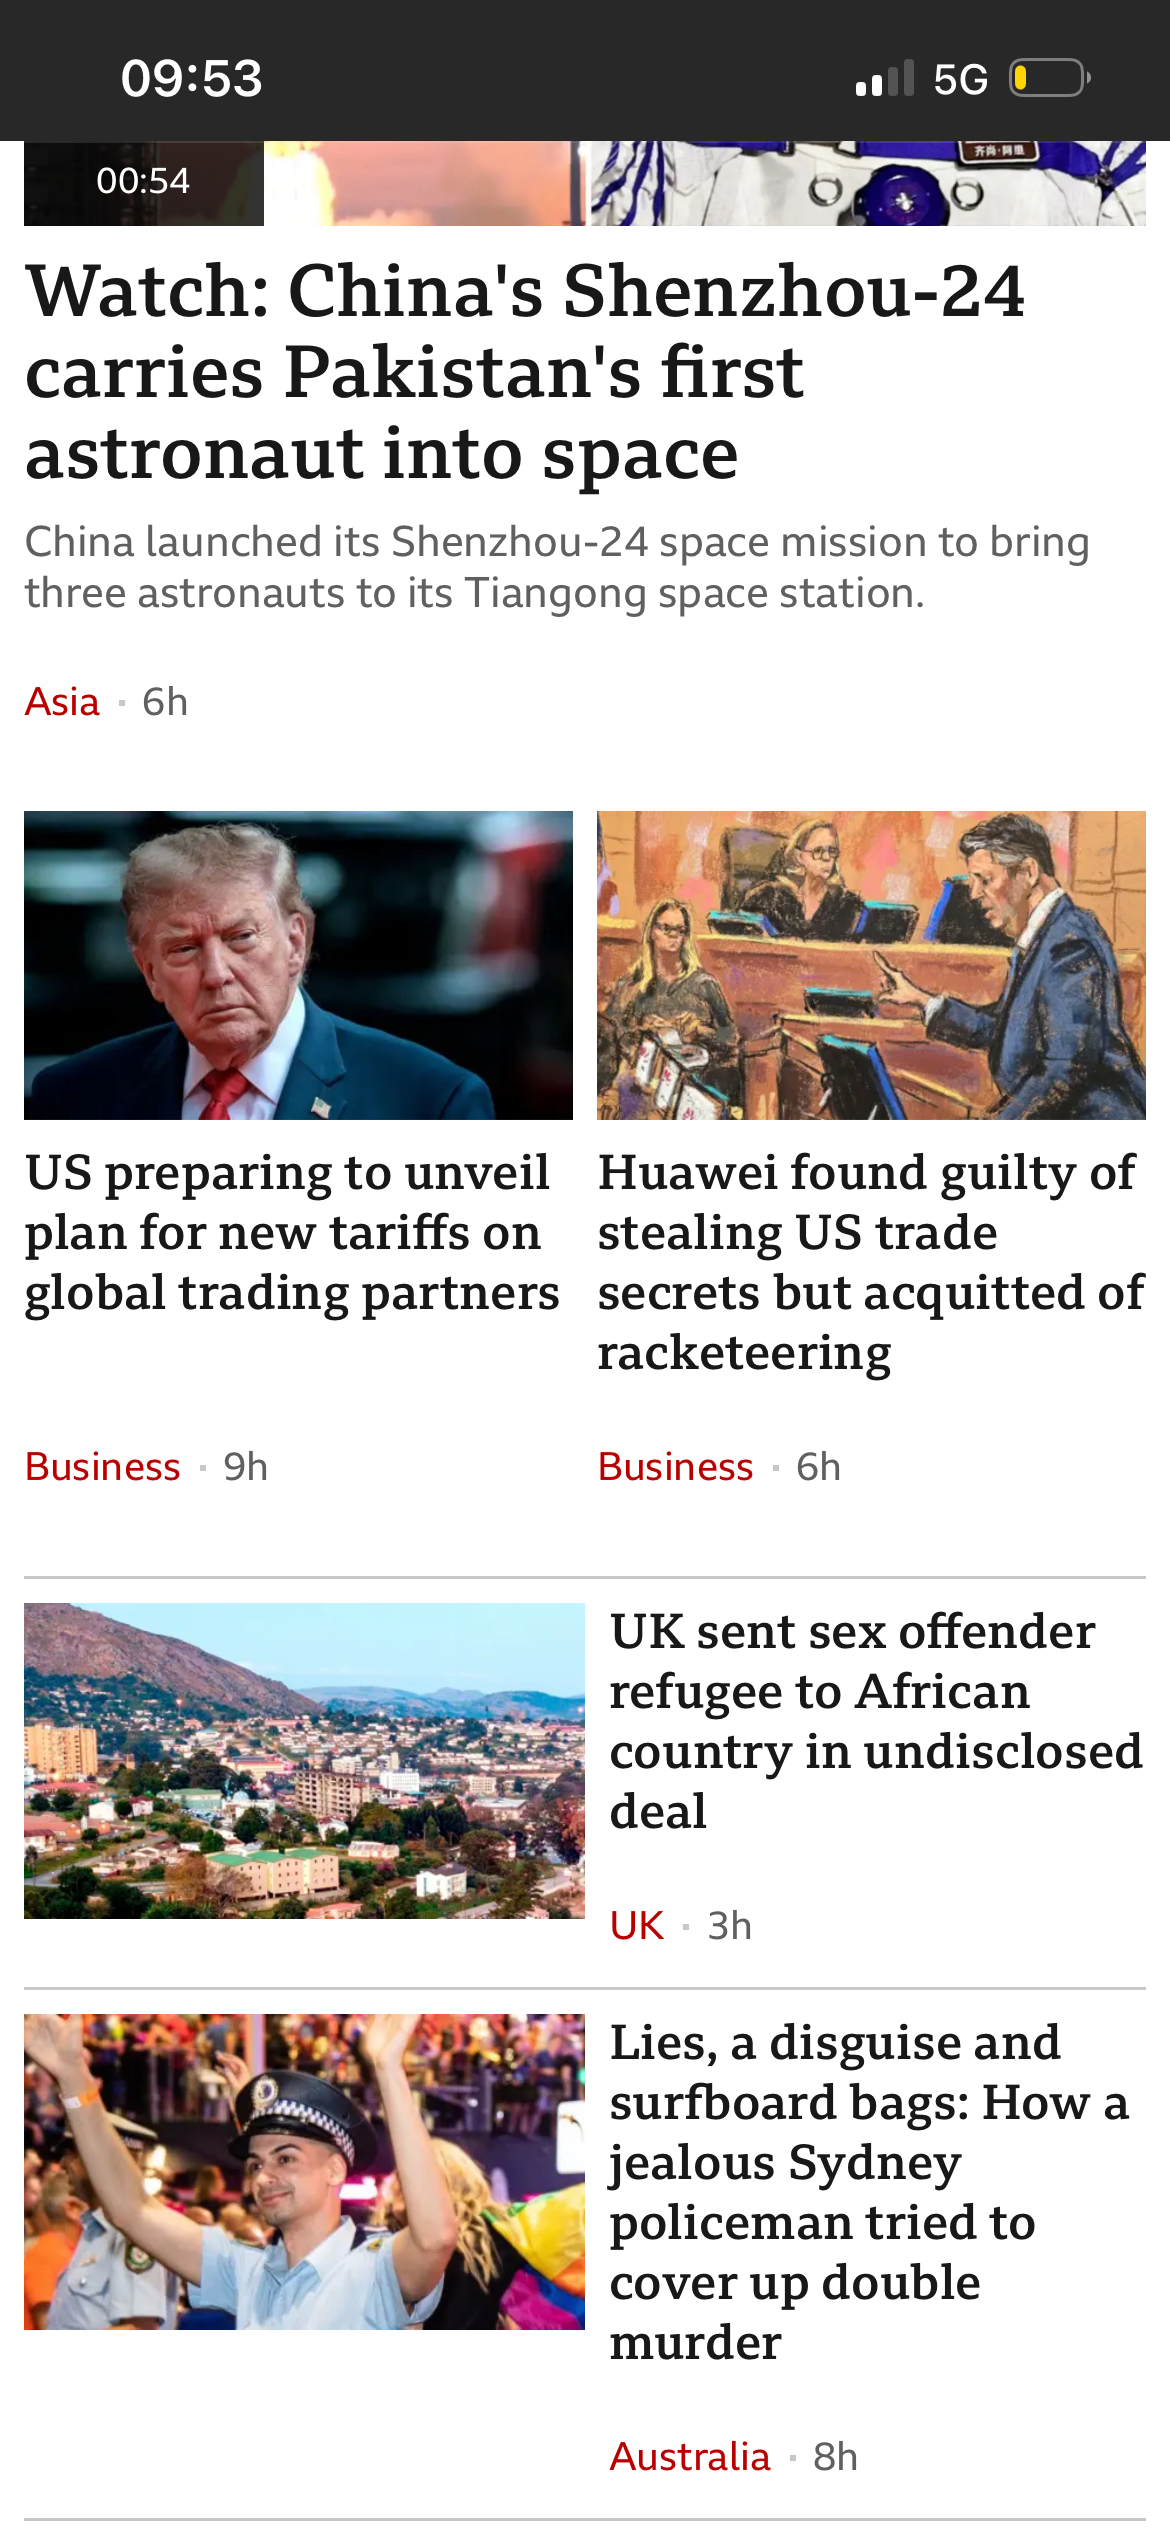 09:53
5G
00:54
齐尚·阿里
Watch: China's Shenzhou-24
carries Pakistan's first
astronaut into space
China launched its Shenzhou-24 space mission to bring
three astronauts to its Tiangong space station.
Asia · 6h
US preparing to unveil
plan for new tariffs on
global trading partners
Business · 9h
Huawei found guilty of
stealing US trade
secrets but acquitted of
racketeering
Business · 6h
UK sent sex offender
refugee to African
country in undisclosed
deal
UK · 3h
Lies, a disguise and
surfboard bags: How a
jealous Sydney
policeman tried to
cover up double
murder
Australia · 8h